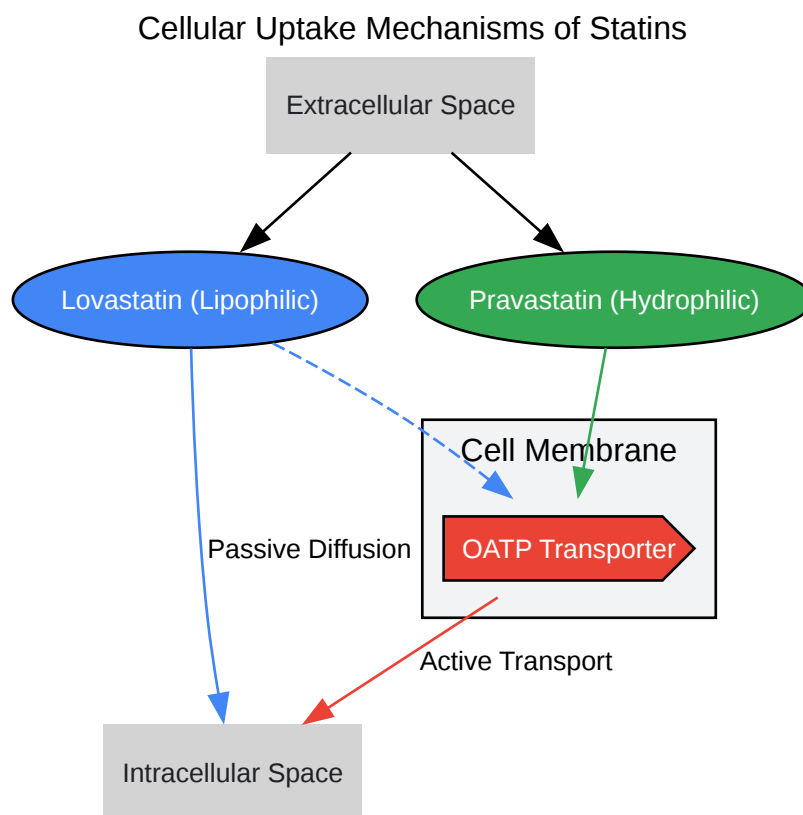 Cellular Uptake Mechanisms of Statins
Extracellular Space
Lovastatin (Lipophilic)
Pravastatin (Hydrophilic)
Cell Membrane
OATP Transporter
Passive Diffusion
Active Transport
Intracellular Space